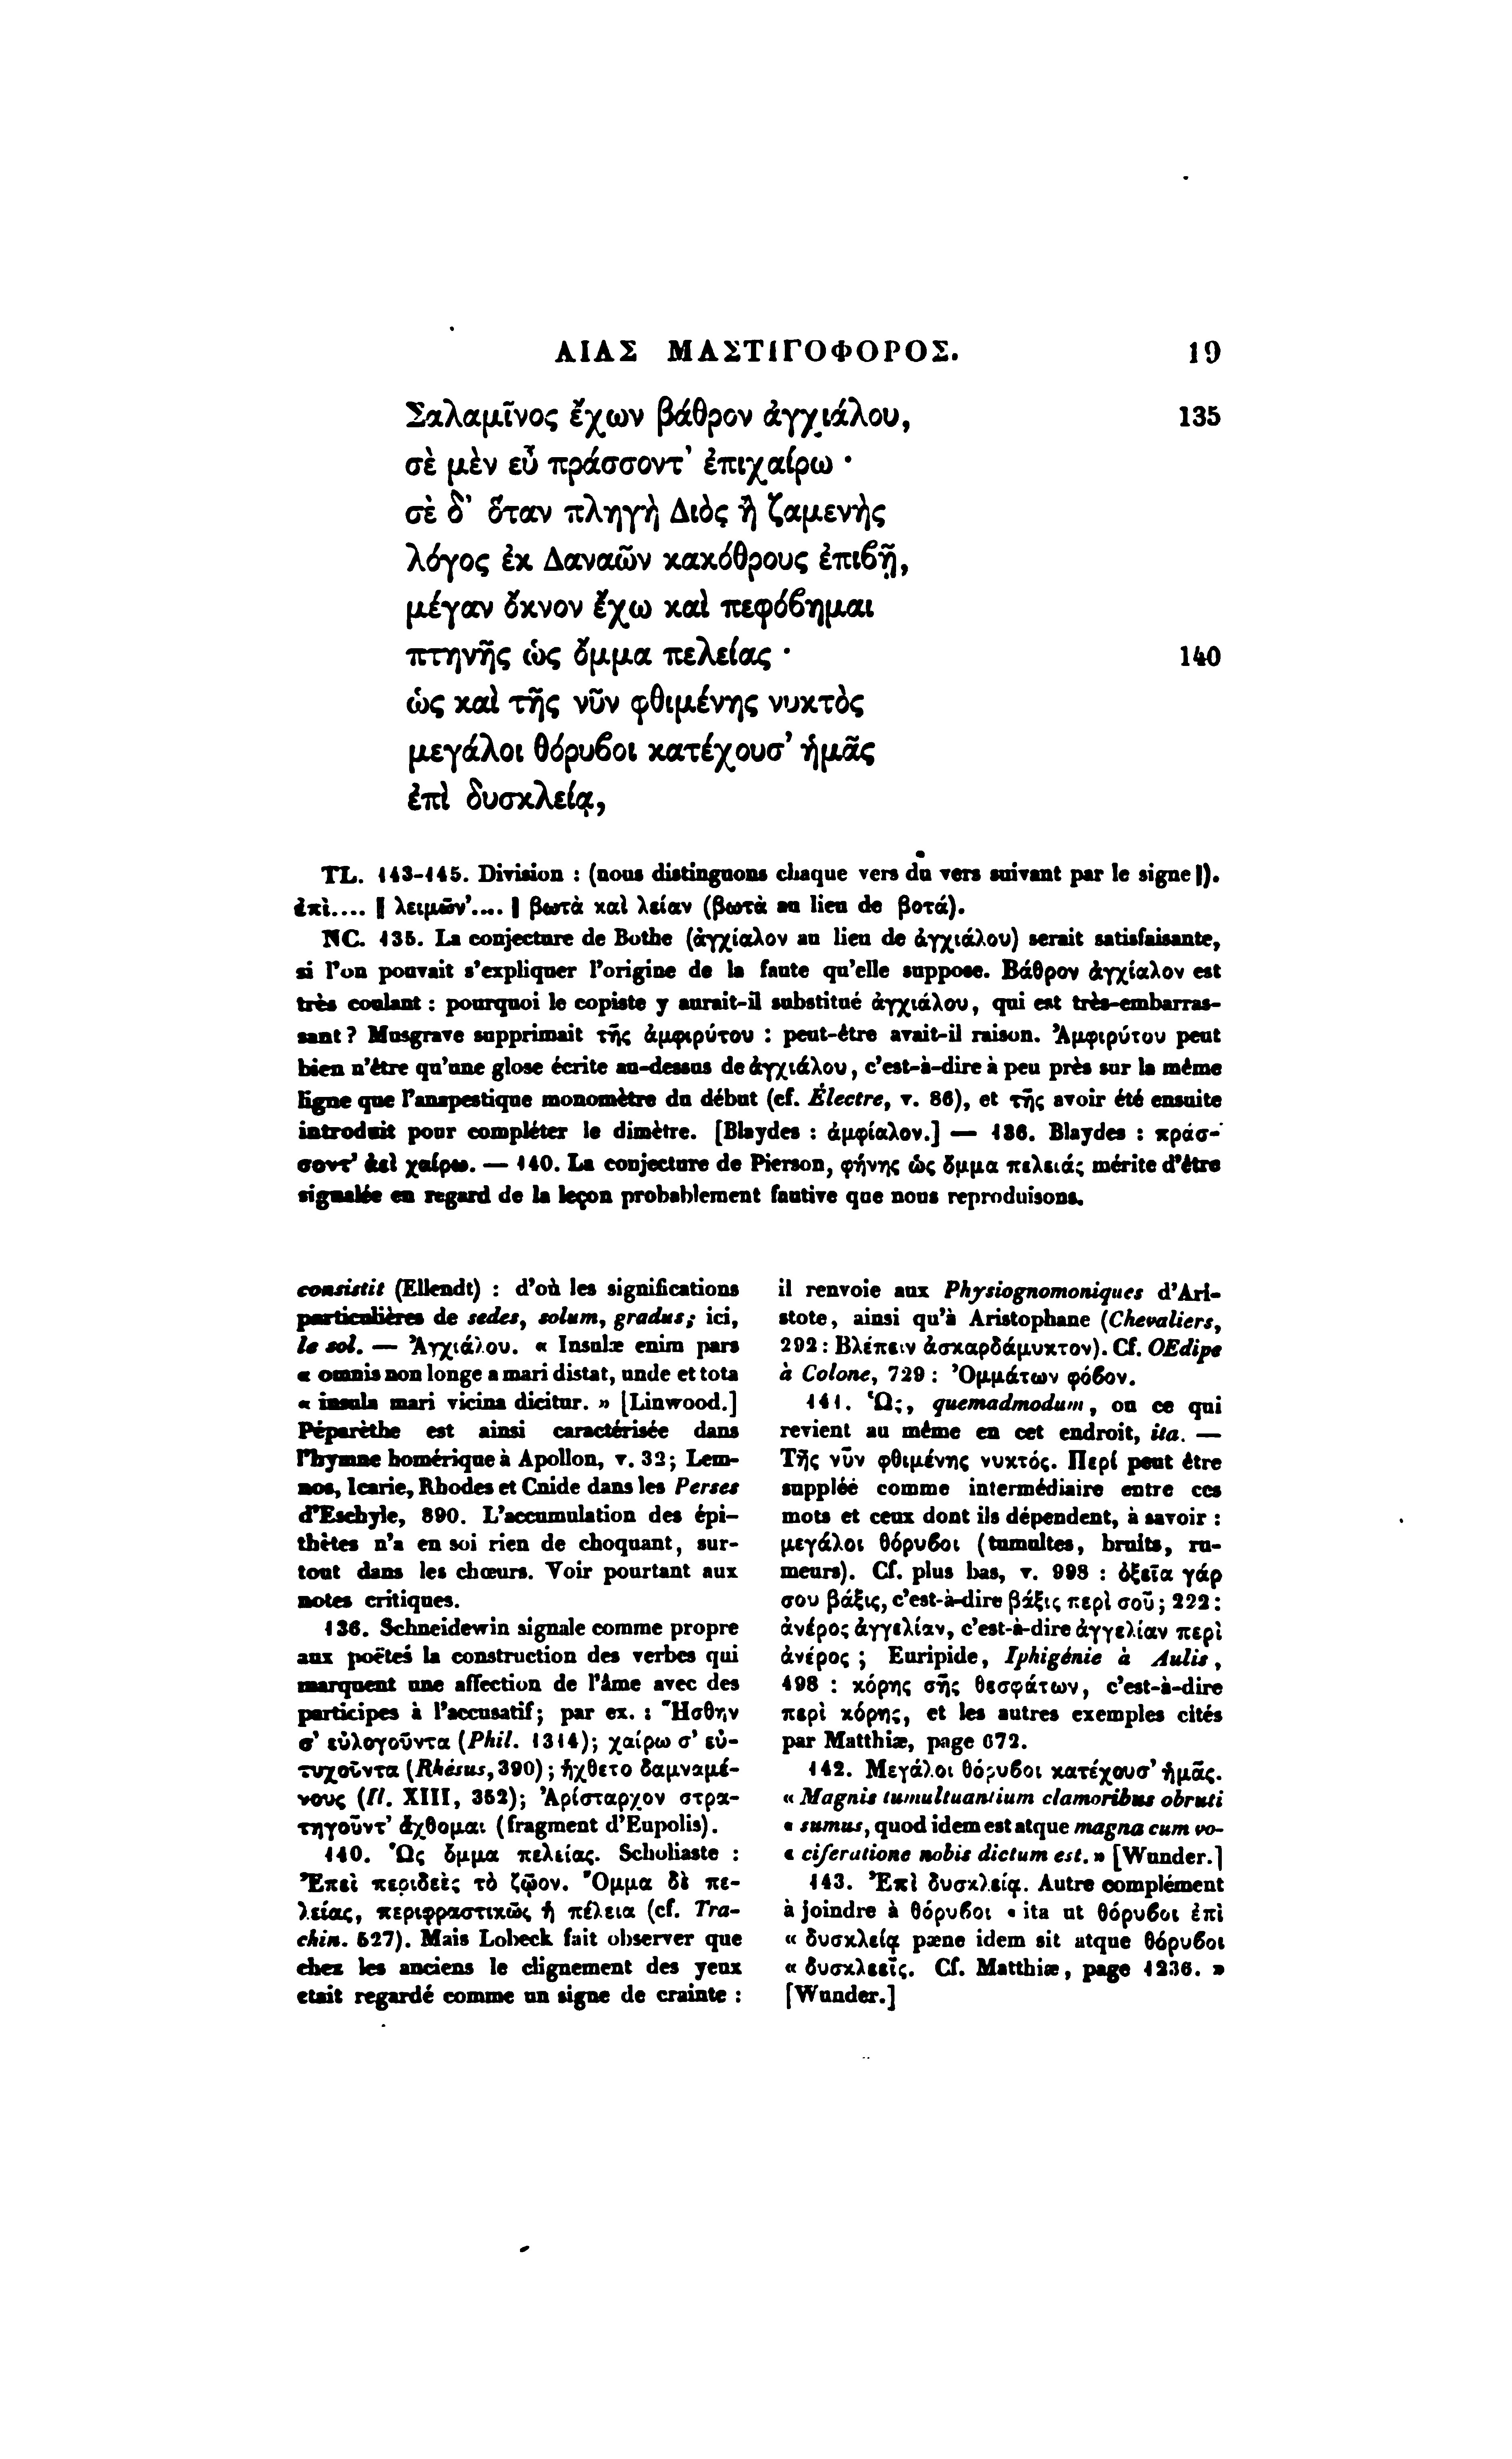 ΑΙΑΣ ΜΑΣΤΙΓΟΦΟΡΟΣ. 19
Σαλαμῖνος ἔχων βάθρον ἀγχιάλου, 135
σὲ μὲν εὖ πράσσοντ’ ἐπιχαίρω ·
σὲ δ’ ὅταν πληγὴ Διὸς ἢ ζαμενὴς
λόγος ἐκ Δαναῶν κακόθρους ἐπιϐῇ,
μέγαν ὄκνον ἔχω καὶ πεφόϐημαι
πτηνῆς ὡς ὄμμα πελείας · 140
ὡς καὶ τῆς νῦν φθιμένης νυκτὸς
μεγάλοι θόρυϐοι κατέχουσ’ ἡμᾶς
ἐπὶ δυσκλείᾳ,
TL. 143-145. Division : (nous distinguons chaque vers du vers suivant par le signe |).
ἐπὶ.... | λειμῶν’.... | βωτὰ καὶ λείαν (βωτὰ au lieu de βοτά).
NC. 135. La conjecture de Bothe (ἀγχίαλον au lieu de ἀγχιάλου) serait satisfaisante,
si l’on pouvait s’expliquer l’origine de la faute qu’elle suppose. Βάθρον ἀγχίαλον est
très coulant : pourquoi le copiste y aurait-il substitué ἀγχιάλου, qui est très-embarras-
sant ? Musgrave supprimait τῆς ἀμφιρύτου : peut-être avait-il raison. Ἀμφιρύτου peut
bien n’être qu’une glose écrite au-dessus de ἀγχιάλου, c’est-à-dire à peu près sur la même
ligne que l’anapestique monomètre du début (cf. Électre, v. 86), et τῆς avoir été ensuite
introduit pour compléter le dimètre. [Blaydes : ἀμφίαλον.] — 136. Blaydes : πράσ-
σοντ’ ἀεὶ χαίρω. — 140. La conjecture de Pierson, φήνης ὡς ὄμμα πελειάς mérite d’être
signalée en regard de la leçon probablement fautive que nous reproduisons.
consistit (Ellendt) : d’où les significations
particulières de sedes, solum, gradus; ici,
le sol. — Ἀγχιάλου. « Insulæ enim pars
« omnis non longe a mari distat, unde et tota
« insula mari vicina dicitur. » [Linwood.]
Péparèthe est ainsi caractérisée dans
l’hymne homérique à Apollon, v. 32; Lem-
nos, Icarie, Rhodes et Cnide dans les Perses
d’Eschyle, 890. L’accumulation des épi-
thètes n’a en soi rien de choquant, sur-
tout dans les chœurs. Voir pourtant aux
notes critiques.
136. Schneidewin signale comme propre
aux poëtes la construction des verbes qui
marquent une affection de l’âme avec des
participes à l’accusatif; par ex. : Ἥσθην
σ’ εὐλογοῦντα (Phil. 1314); χαίρω σ’ εὐ-
τυχοῦντα (Rhésus, 390) ; ἤχθετο δαμναμέ-
νους (Il. XIII, 352); Ἀρίσταρχον στρα-
τηγοῦντ’ ἄχθομαι (fragment d’Eupolis).
140. Ὡς ὄμμα πελείας. Scholiaste :
Ἐπεὶ περιδεὲς τὸ ζῷον. Ὄμμα δὲ πε-
λείας, περιφραστικῶς ἡ πέλεια (cf. Tra-
chin. 527). Mais Lobeck fait observer que
chez les anciens le clignement des yeux
etait regardé comme un signe de crainte :
il renvoie aux Physiognomoniques d’Ari-
stote, ainsi qu’à Aristophane (Chevaliers,
292 : Βλέπειν ἀσκαρδάμυκτον). Cf. OEdipe
à Colone, 729 : Ὀμμάτων φόϐον.
141. Ὡς, quemadmodum, ou ce qui
revient au même en cet endroit, ita. —
Τῆς νῦν φθιμένης νυκτός. Περί peut être
suppléé comme intermédiaire entre ces
mots et ceux dont ils dépendent, à savoir :
μεγάλοι θόρυϐοι (tumultes, bruits, ru-
meurs). Cf. plus bas, v. 998 : ὀξεῖα γάρ
σου βάξις, c’est-à-dire βάξις περὶ σοῦ ; 222 :
ἀνέρος ἀγγελίαν, c’est-à-dire ἀγγελίαν περὶ
ἀνέρος ; Euripide, Iphigénie à Aulis,
498 : κόρης σῆς θεσφάτων, c’est-à-dire
περὶ κόρης, et les autres exemples cités
par Matthiæ, page 672.
142. Μεγάλοι θόρυϐοι κατέχουσ’ ἡμᾶς.
« Magnis tumultuantium clamoribus obruti
« sumus, quod idem est atque magna cum vo-
« ciferatione nobis dictum est. » [Wunder.]
143. Ἐπὶ δυσκλείᾳ. Autre complément
à joindre à θόρυϐοι « ita ut θόρυϐοι ἐπὶ
« δυσκλείᾳ pæne idem sit atque θόρυϐοι
« δυσκλεεῖς. Cf. Matthiæ, page 1236. »
[Wunder.]